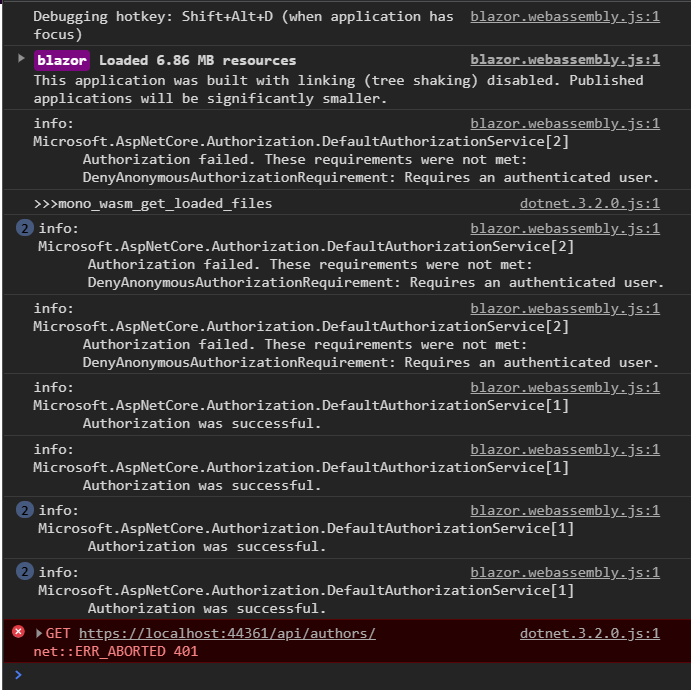 Debugging hotkey: Shift+Alt+D (when application has focus) blazor.webassembly.js:1
blazor Loaded 6.86 MB resources blazor.webassembly.js:1
This application was built with linking (tree shaking) disabled. Published
applications will be significantly smaller.
info: blazor.webassembly.js:1
Microsoft.AspNetCore.Authorization.DefaultAuthorizationService[2]
Authorization failed. These requirements were not met:
DenyAnonymousAuthorizationRequirement: Requires an authenticated user.
>>>mono_wasm_get_loaded_files dotnet.3.2.0.js:1
2 info: blazor.webassembly.js:1
Microsoft.AspNetCore.Authorization.DefaultAuthorizationService[2]
Authorization failed. These requirements were not met:
DenyAnonymousAuthorizationRequirement: Requires an authenticated user.
info: blazor.webassembly.js:1
Microsoft.AspNetCore.Authorization.DefaultAuthorizationService[2]
Authorization failed. These requirements were not met:
DenyAnonymousAuthorizationRequirement: Requires an authenticated user.
info: blazor.webassembly.js:1
Microsoft.AspNetCore.Authorization.DefaultAuthorizationService[1]
Authorization was successful.
info: blazor.webassembly.js:1
Microsoft.AspNetCore.Authorization.DefaultAuthorizationService[1]
Authorization was successful.
2 info: blazor.webassembly.js:1
Microsoft.AspNetCore.Authorization.DefaultAuthorizationService[1]
Authorization was successful.
2 info: blazor.webassembly.js:1
Microsoft.AspNetCore.Authorization.DefaultAuthorizationService[1]
Authorization was successful.
GET https://localhost:44361/api/authors/ dotnet.3.2.0.js:1
net::ERR_ABORTED 401
>